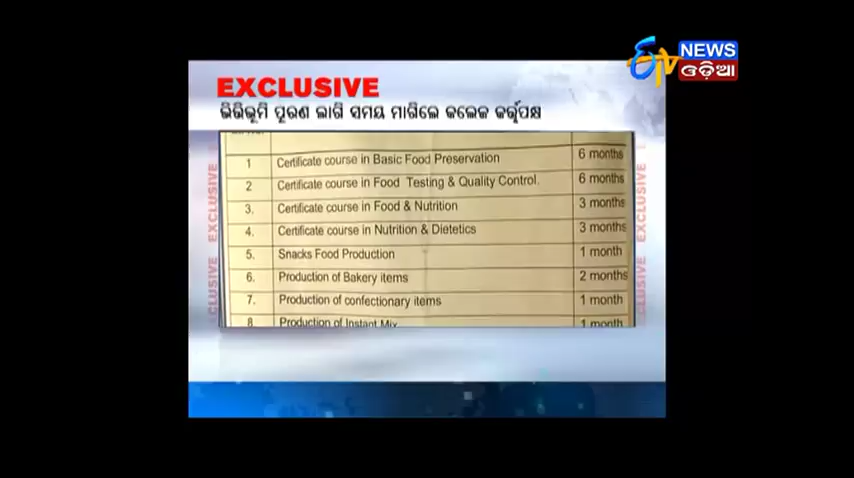 ETV NEWS
ଓଡ଼ିଆ
EXCLUSIVE
ଭିତ୍ତିଭୂମି ପୂରଣ ଲାଗି ସମୟ ମାଗିଲେ କଲେଜ କର୍ତ୍ତୃପକ୍ଷ
1 Certificate course in Basic Food Preservation 6 months
2 Certificate course in Food Testing & Quality Control. 6 months
3. Certificate course in Food & Nutrition 3 months
4. Certificate course in Nutrition & Dietetics 3 months
5. Snacks Food Production 1 month
6. Production of Bakery items 2 months
7. Production of confectionary items 1 month
8 Production of Instant Mix 1 month
EXCLUSIVE
CLUSIVE
EXCLUSIVE
CLUSIVE